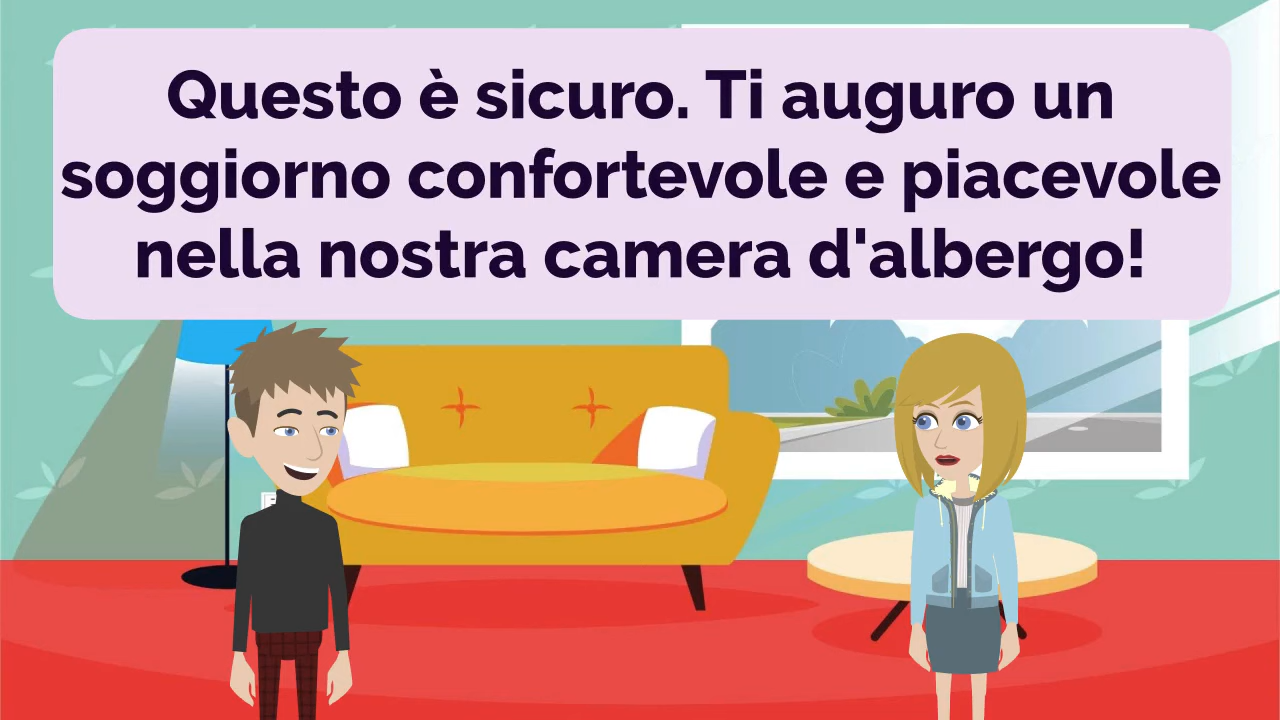 Questo è sicuro. Ti auguro un
soggiorno confortevole e piacevole
nella nostra camera d'albergo!